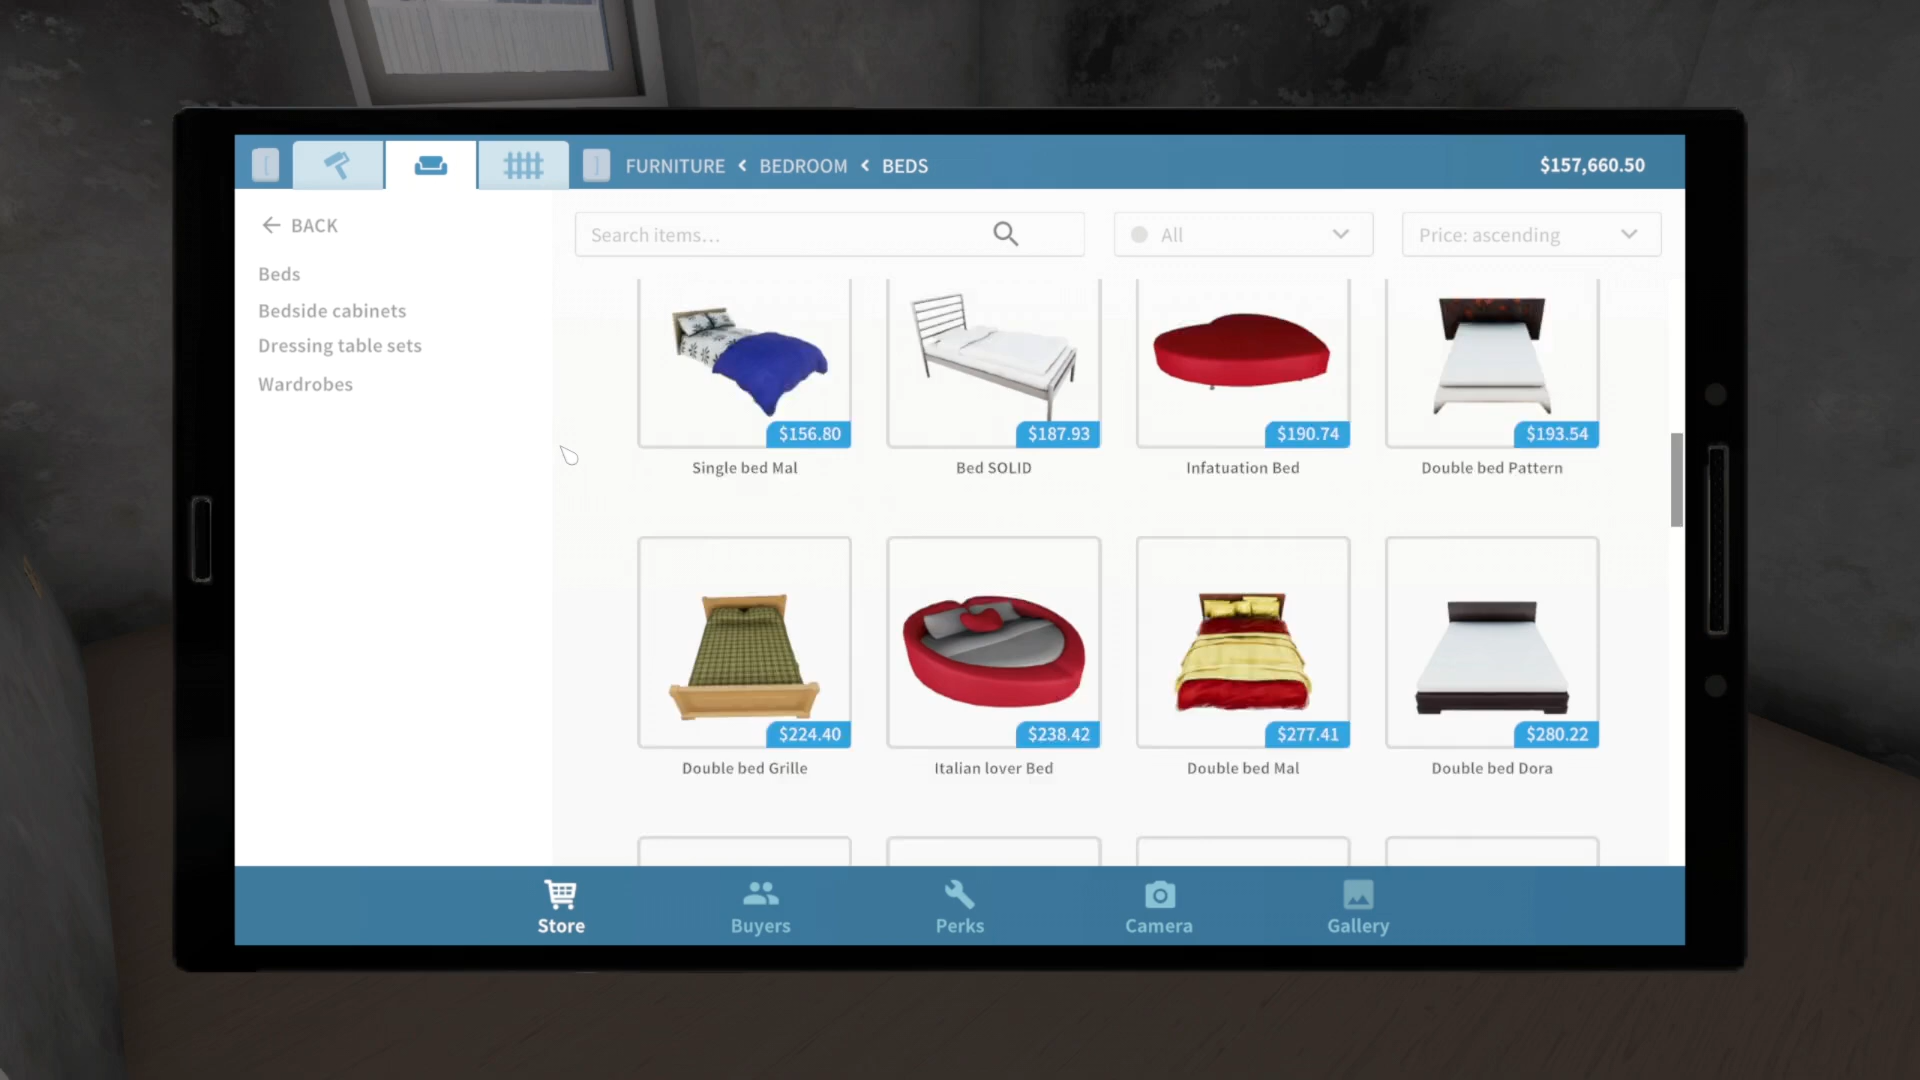 [
]
FURNITURE < BEDROOM < BEDS
$157,660.50
BACK
Beds
Bedside cabinets
Dressing table sets
Wardrobes
Search items...
All
Price: ascending
$156.80
$187.93
$190.74
$193.54
Single bed Mal
Bed SOLID
Infatuation Bed
Double bed Pattern
$224.40
$238.42
$277.41
$280.22
Double bed Grille
Italian lover Bed
Double bed Mal
Double bed Dora
Store
Buyers
Perks
Camera
Gallery